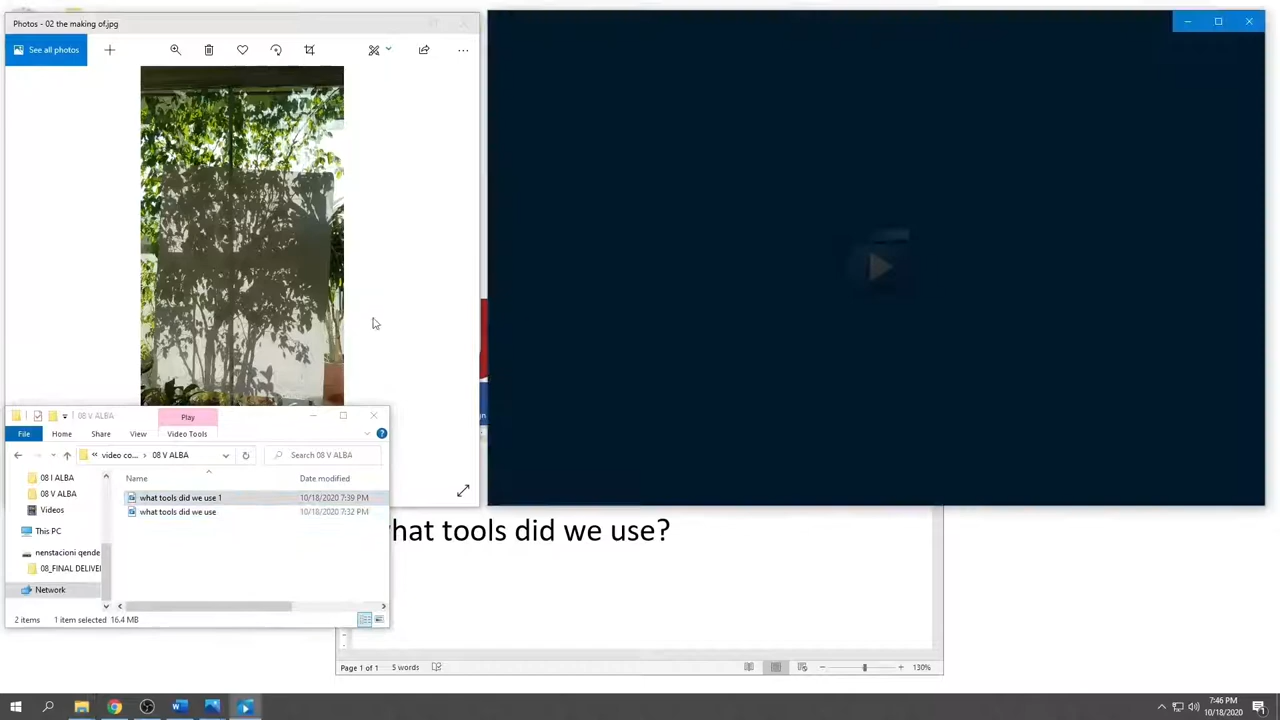 Photos - 02 the making of.jpg
See all photos
08 V ALBA
Play
File
Home
Share
View
Video Tools
video co...
08 V ALBA
Search 08 V ALBA
Name
Date modified
08 I ALBA
08 V ALBA
Videos
This PC
nenstacioni qende
08_FINAL DELIVE
Network
what tools did we use 1
10/18/2020 7:39 PM
what tools did we use
10/18/2020 7:32 PM
2 items
1 item selected 16.4 MB
hat tools did we use?
Page 1 of 1
5 words
130%
7:46 PM
10/18/2020